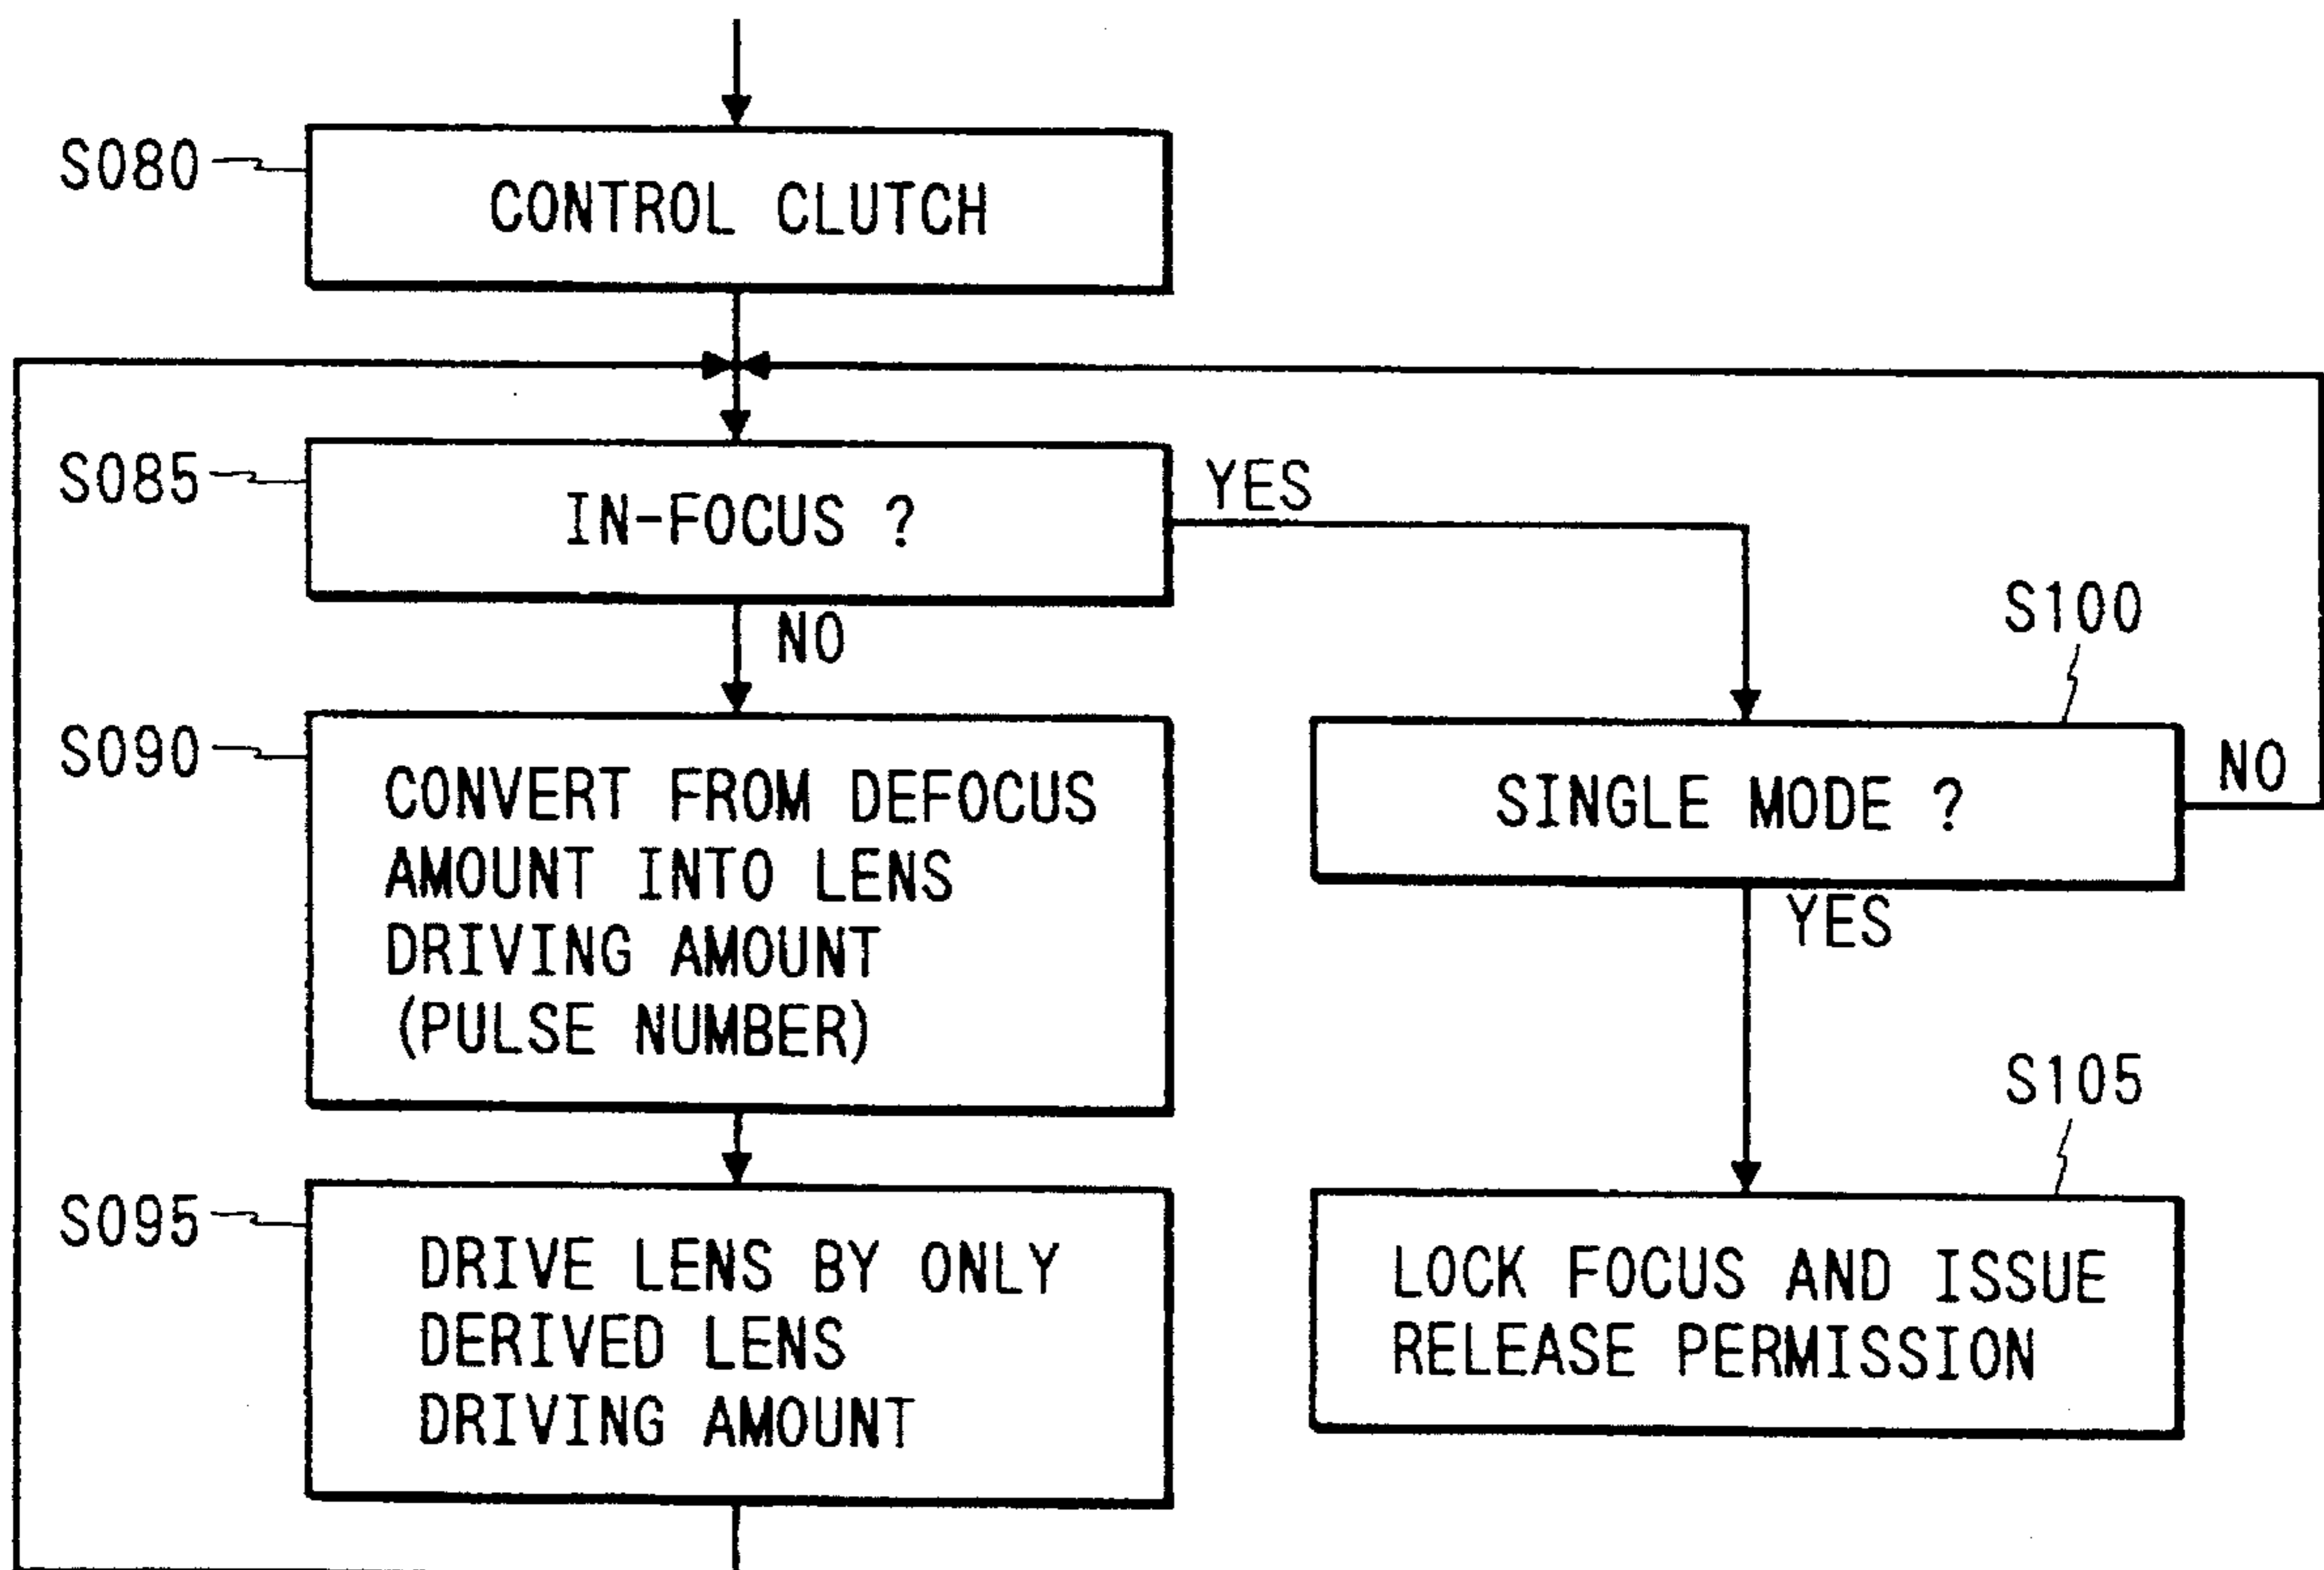 S080
CONTROL CLUTCH
S085
IN-FOCUS ?
YES
NO
S090
CONVERT FROM DEFOCUS
AMOUNT INTO LENS
DRIVING AMOUNT
(PULSE NUMBER)
S095
DRIVE LENS BY ONLY
DERIVED LENS
DRIVING AMOUNT
S100
SINGLE MODE ?
NO
YES
S105
LOCK FOCUS AND ISSUE
RELEASE PERMISSION